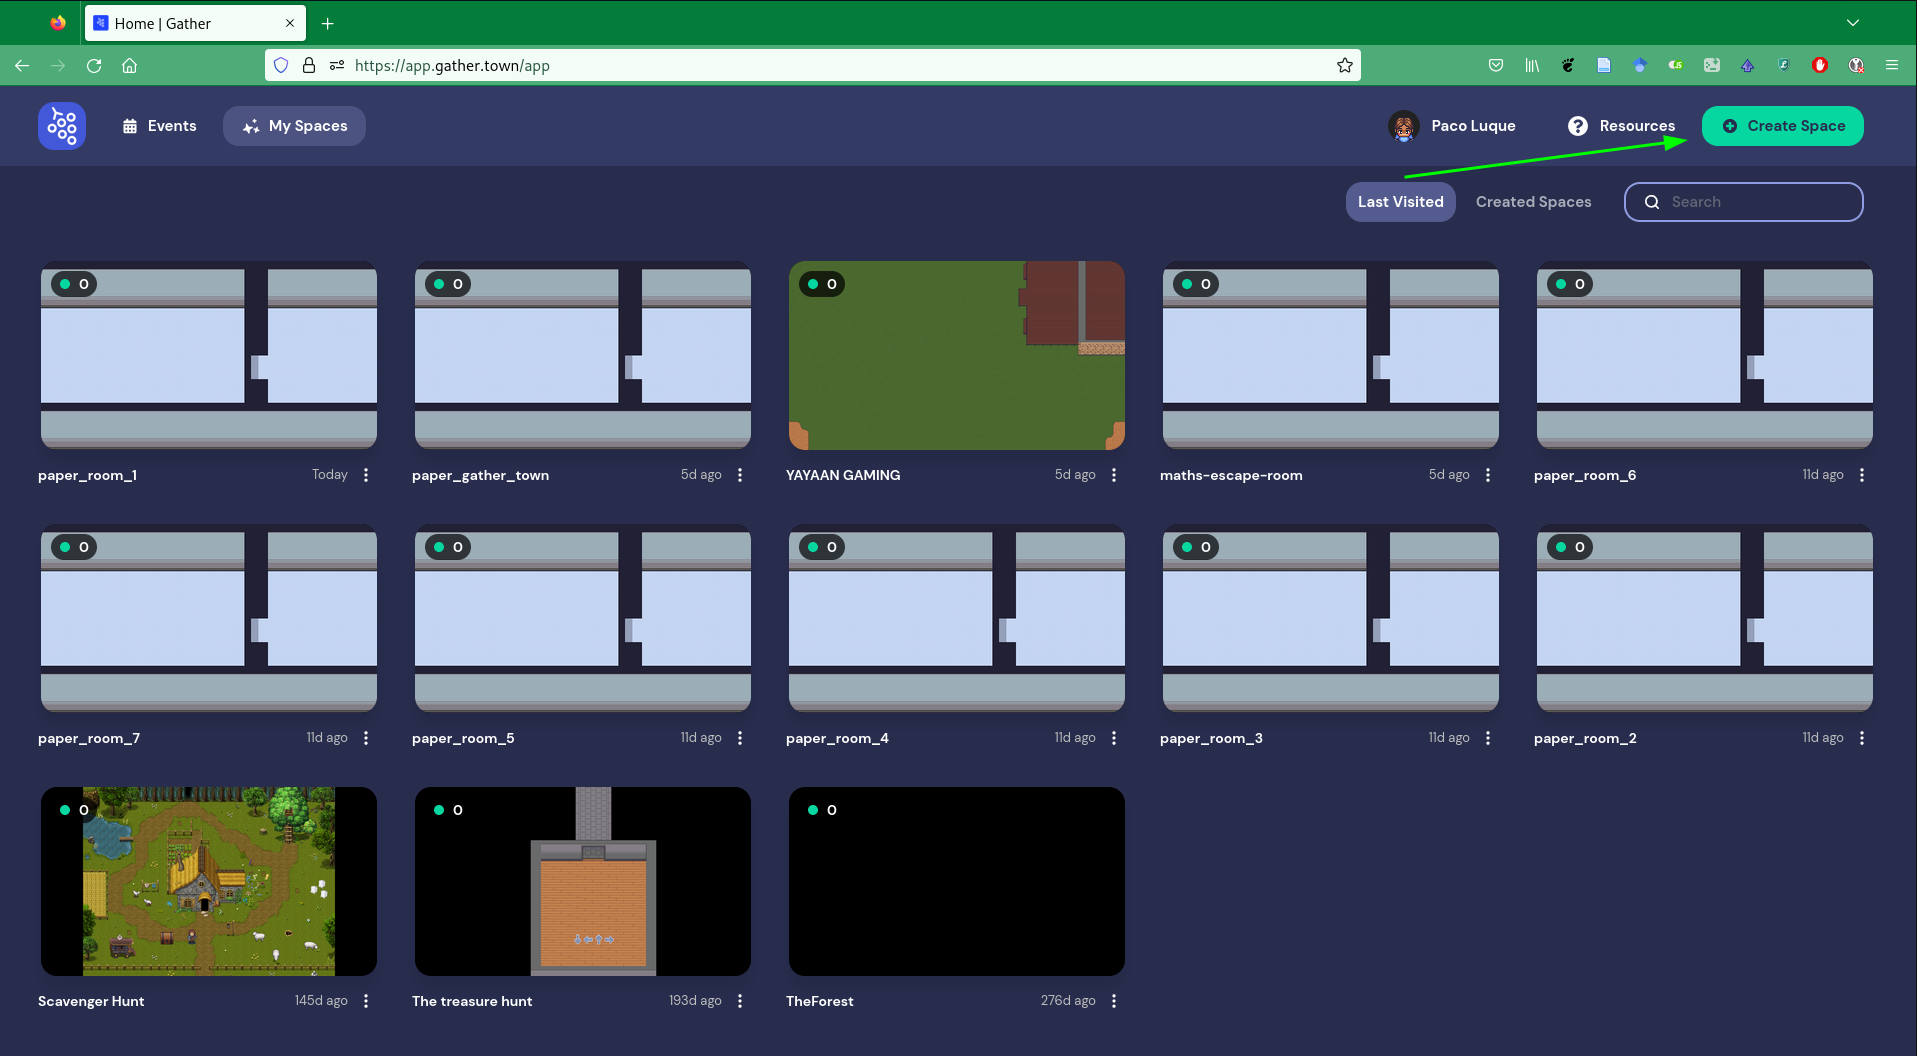 Home | Gather
https://app.gather.town/app
Events
My Spaces
Paco Luque
Resources
Create Space
Last Visited
Created Spaces
Search
0
0
0
0
0
paper_room_1
Today
paper_gather_town
5d ago
YAYAAN GAMING
5d ago
maths-escape-room
5d ago
paper_room_6
11d ago
0
0
0
0
0
paper_room_7
11d ago
paper_room_5
11d ago
paper_room_4
11d ago
paper_room_3
11d ago
paper_room_2
11d ago
0
0
0
Scavenger Hunt
145d ago
The treasure hunt
193d ago
TheForest
276d ago